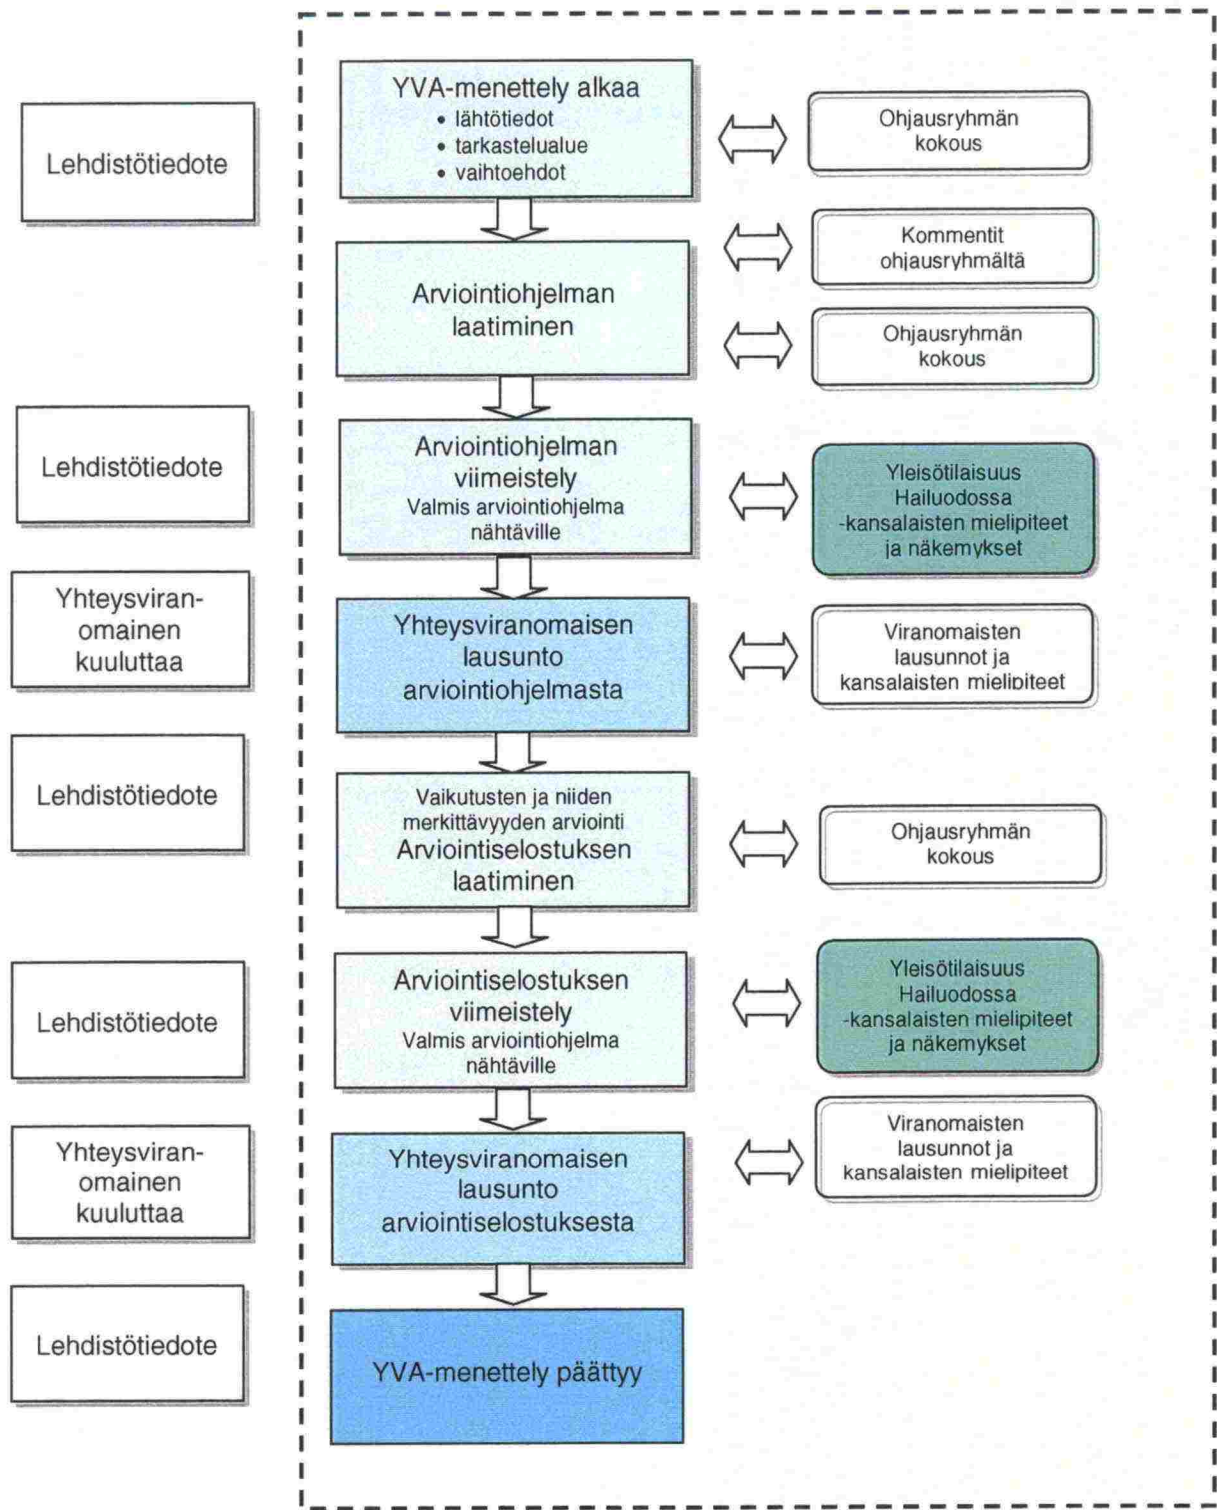 YVA-menettely alkaa
• lähtötiedot
• tarkastelualue
• vaihtoehdot
Ohjausryhmän
kokous
Lehdistötiedote
Kommentit
ohjausryhmältä
Arviointiohjelman
laatiminen
Ohjausryhmän
kokous
Lehdistötiedote
Arviointiohjelman
viimeistely
Valmis arviointiohjelma
nähtäville
Yleisötilaisuus
Hailuodossa
-kansalaisten mielipiteet
ja näkemykset
Yhteysviran-
omainen
kuuluttaa
Yhteysviranomaisen
lausunto
arviointiohjelmasta
Viranomaisten
lausunnot ja
kansalaisten mielipiteet
Lehdistötiedote
Vaikutusten ja niiden
merkittävyyden arviointi
Arviointiselostuksen
laatiminen
Ohjausryhmän
kokous
Lehdistötiedote
Arviointiselostuksen
viimeistely
Valmis arviointiohjelma
nähtäville
Yleisötilaisuus
Hailuodossa
-kansalaisten mielipiteet
ja näkemykset
Yhteysviran-
omainen
kuuluttaa
Yhteysviranomaisen
lausunto
arviointiselostuksesta
Viranomaisten
lausunnot ja
kansalaisten mielipiteet
Lehdistötiedote
YVA-menettely päättyy